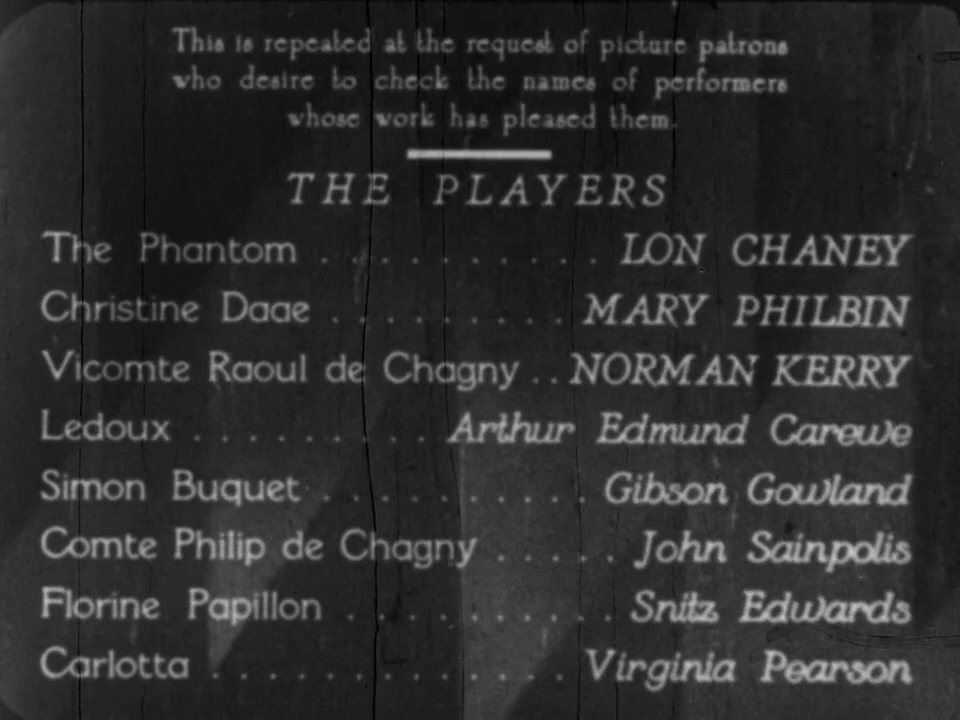 This is repeated at the request of picture patrons
who desire to check the names of performers
whose work has pleased them.
THE PLAYERS
The Phantom . . . . . . . . . . . LON CHANEY
Christine Daae . . . . . . . . . MARY PHILBIN
Vicomte Raoul de Chagny . . NORMAN KERRY
Ledoux . . . . . . . . . . Arthur Edmund Carewe
Simon Buquet . . . . . . . . . . . Gibson Gowland
Comte Philip de Chagny . . . . . John Sainpolis
Florine Papillon . . . . . . . . . . Snitz Edwards
Carlotta . . . . . . . . . . . . . Virginia Pearson